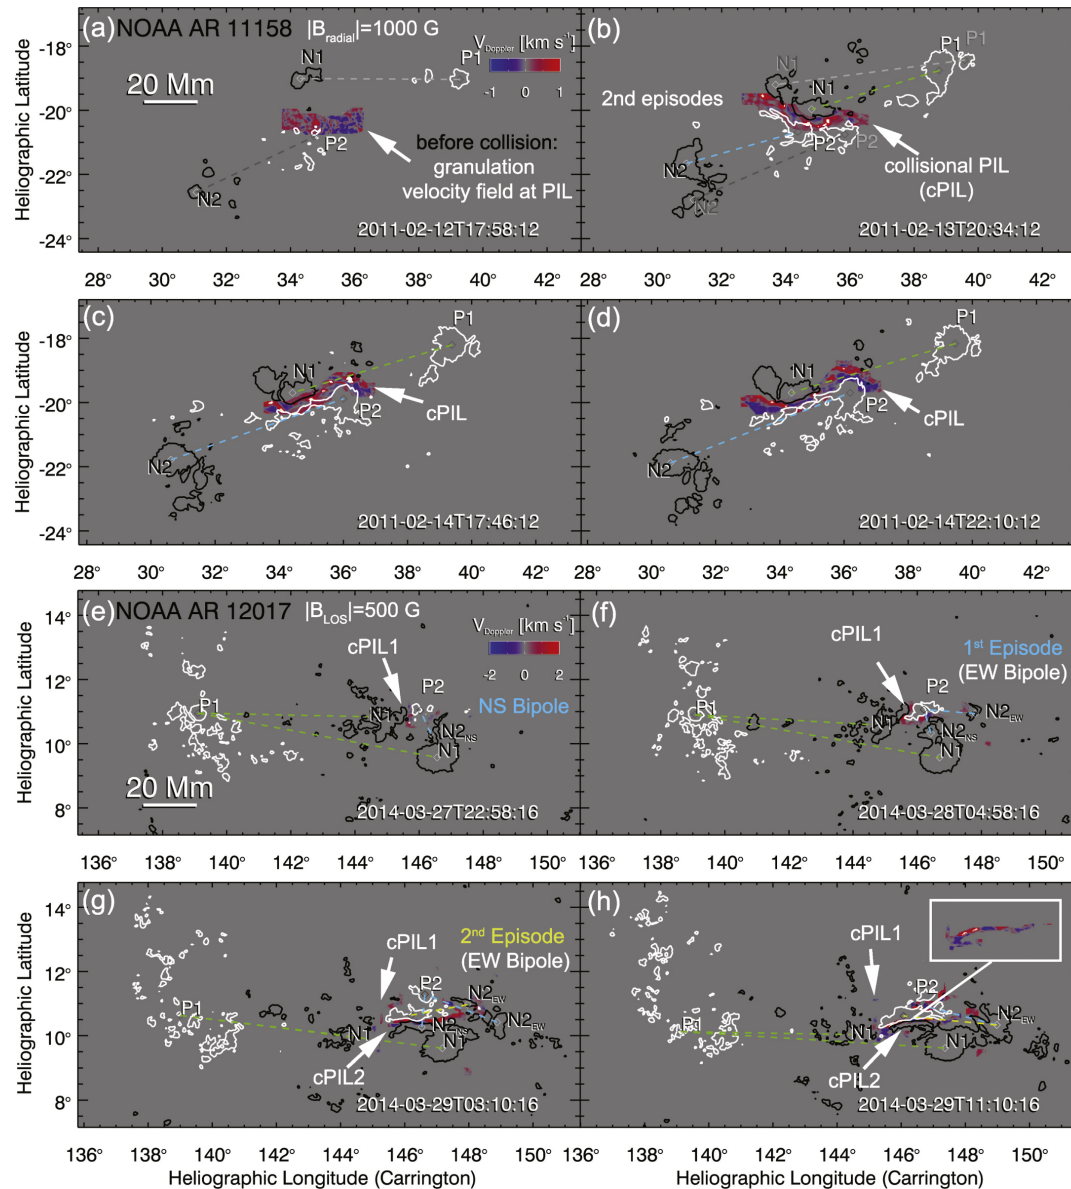 (a) NOAA AR 11158 |B_radial|=1000 G
V_Doppler [km s⁻¹]
-1 0 1
N1
P1
20 Mm
P2
N2
before collision:
granulation
velocity field at PIL
2011-02-12T17:58:12
-18°
-20°
-22°
-24°
Heliographic Latitude
28° 30° 32° 34° 36° 38° 40° 42°
(b)
P1 P1
N1
N1
2nd episodes
P2 P2
N2
N2
collisional PIL
(cPIL)
2011-02-13T20:34:12
28° 30° 32° 34° 36° 38° 40° 42°
(c)
P1
N1
cPIL
P2
N2
2011-02-14T17:46:12
-18°
-20°
-22°
-24°
Heliographic Latitude
28° 30° 32° 34° 36° 38° 40° 42°
(d)
P1
N1
P2
cPIL
N2
2011-02-14T22:10:12
28° 30° 32° 34° 36° 38° 40° 42°
(e) NOAA AR 12017 |B_LOS|=500 G
V_Doppler [km s⁻¹]
-2 0 2
cPIL1
P2
NS Bipole
P1
N1
N2_NS
N1
20 Mm
2014-03-27T22:58:16
14°
12°
10°
8°
Heliographic Latitude
136° 138° 140° 142° 144° 146° 148° 150°
(f)
cPIL1
1st Episode
(EW Bipole)
P2
P1
N1
N2_EW
N2_NS
N1
2014-03-28T04:58:16
136° 138° 140° 142° 144° 146° 148° 150°
(g)
cPIL1
2nd Episode
(EW Bipole)
P2
P1
N2_EW
N2_EW
N1
N2_NS
N1
cPIL2
2014-03-29T03:10:16
14°
12°
10°
8°
Heliographic Latitude
136° 138° 140° 142° 144° 146° 148° 150°
Heliographic Longitude (Carrington)
(h)
cPIL1
P2
P1
N1
N2_EW
N1
cPIL2
2014-03-29T11:10:16
136° 138° 140° 142° 144° 146° 148° 150°
Heliographic Longitude (Carrington)